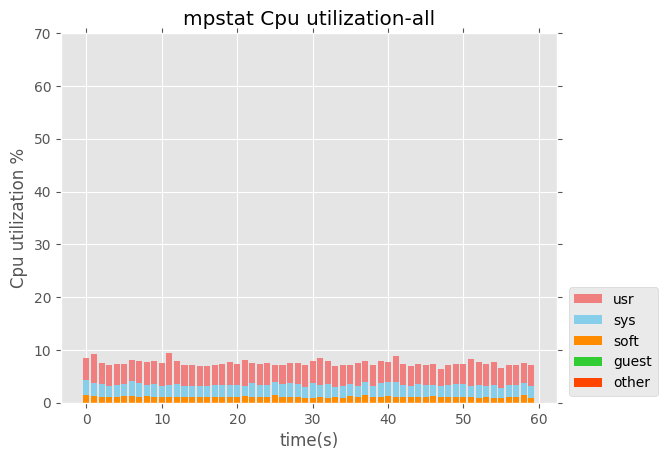 mpstat Cpu utilization-all
70
60
50
40
30
20
10
0
Cpu utilization %
0 10 20 30 40 50 60
time(s)
usr
sys
soft
guest
other